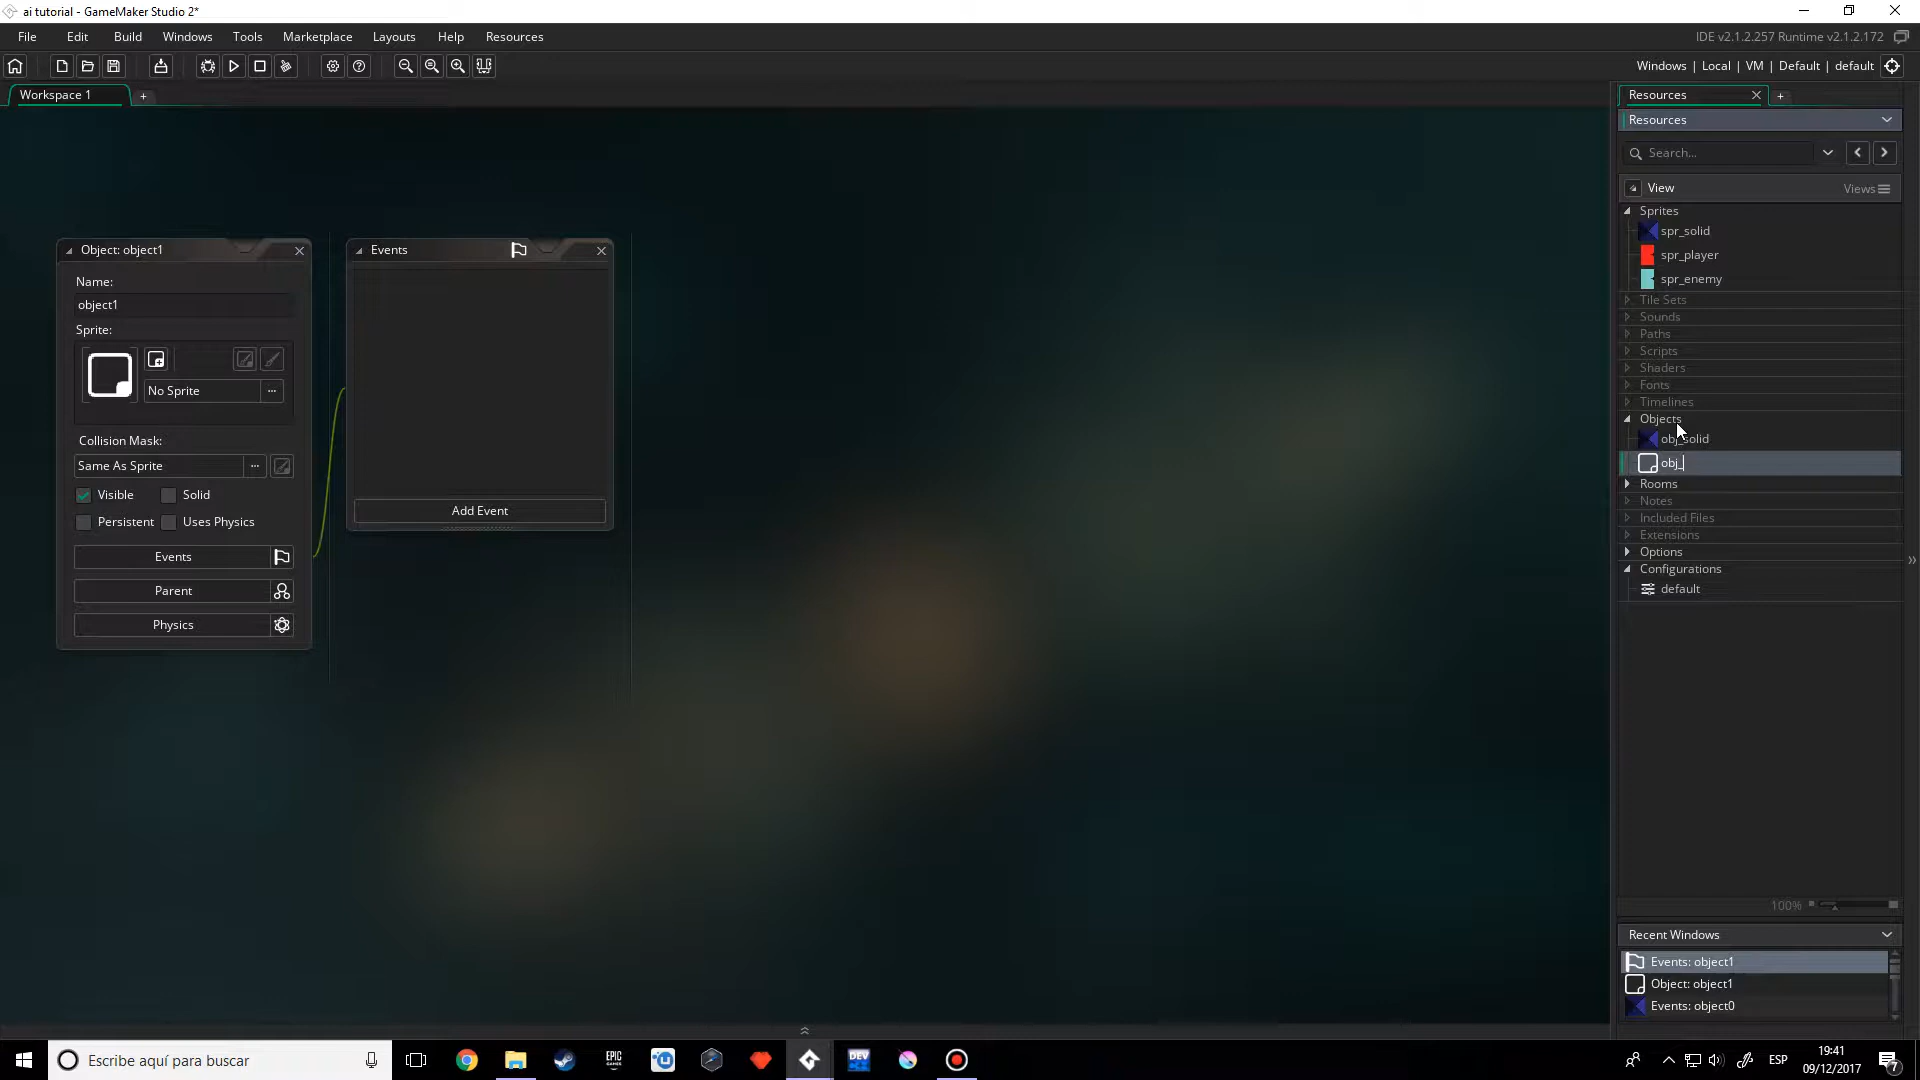 ai tutorial - GameMaker Studio 2*
File Edit Build Windows Tools Marketplace Layouts Help Resources
IDE v2.1.2.257 Runtime v2.1.2.172
Windows | Local | VM | Default | default
Workspace 1 +
Resources
Resources
Search...
View Views
Sprites
spr_solid
spr_player
spr_enemy
Tile Sets
Sounds
Paths
Scripts
Shaders
Fonts
Timelines
Objects
obj_solid
obj_
Rooms
Notes
Included Files
Extensions
Options
Configurations
default
100%
Recent Windows
Events: object1
Object: object1
Events: object0
Object: object1
Name:
object1
Sprite:
No Sprite ...
Collision Mask:
Same As Sprite ...
Visible Solid
Persistent Uses Physics
Events
Parent
Physics
Events
Add Event
Escribe aquí para buscar
EPIC GAMES
DEV
ESP
19:41
09/12/2017
7